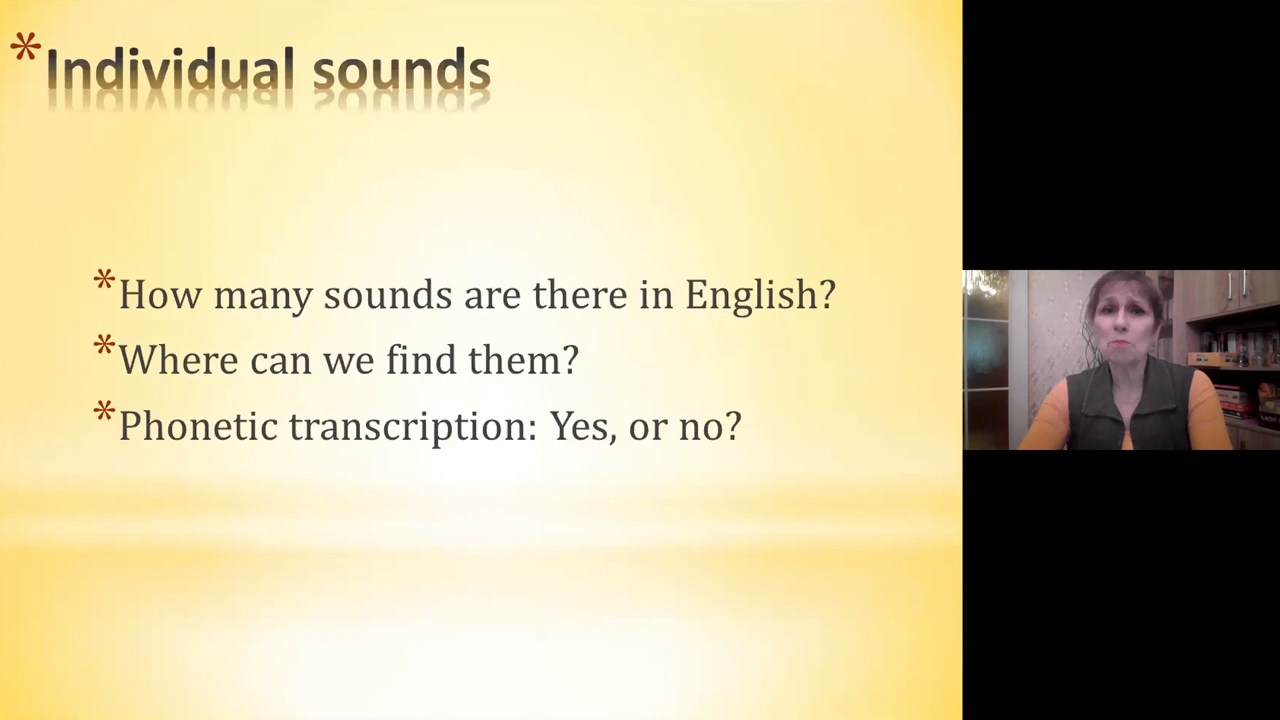 *Individual sounds
*How many sounds are there in English?
*Where can we find them?
*Phonetic transcription: Yes, or no?